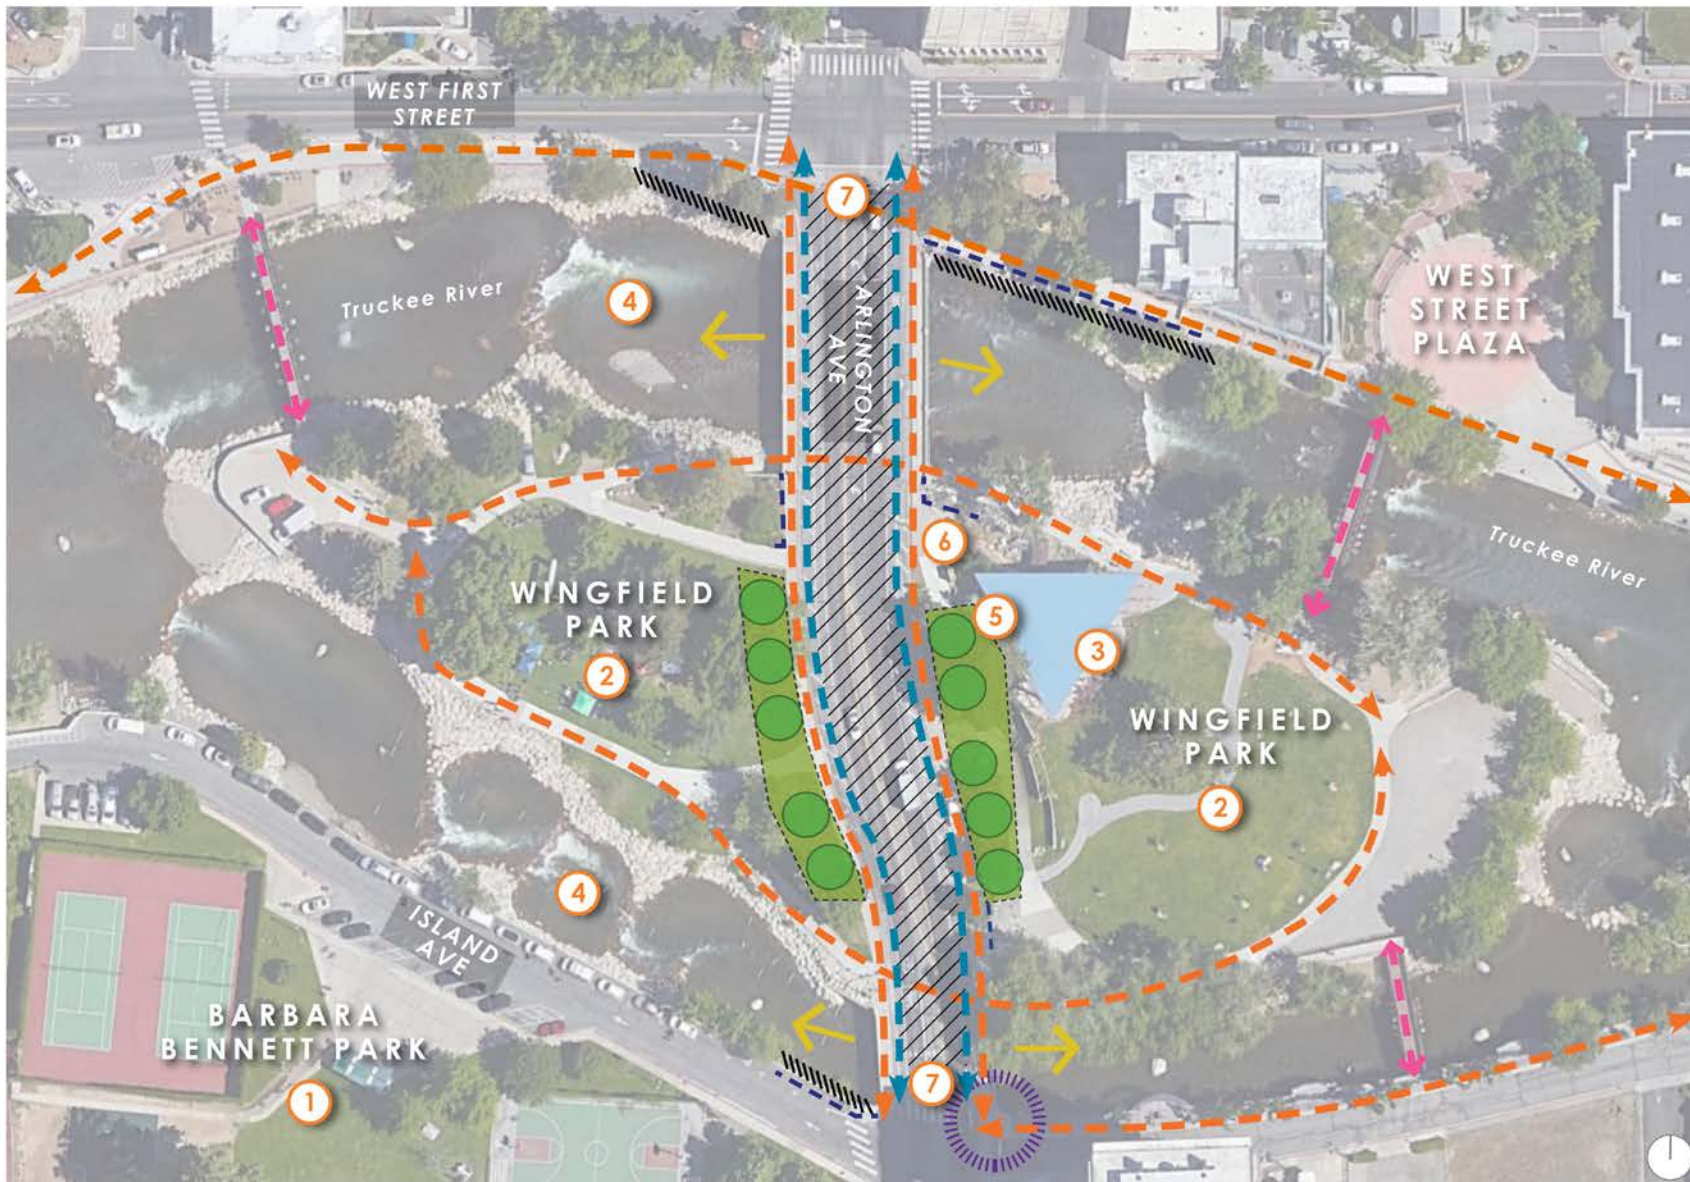 WEST FIRST
STREET
7
Truckee River
4
ARLINGTON
AVE
WEST
STREET
PLAZA
6
Truckee River
WINGFIELD
PARK
2
5
3
WINGFIELD
PARK
2
4
ISLAND
AVE
BARBARA
BENNETT PARK
1
7